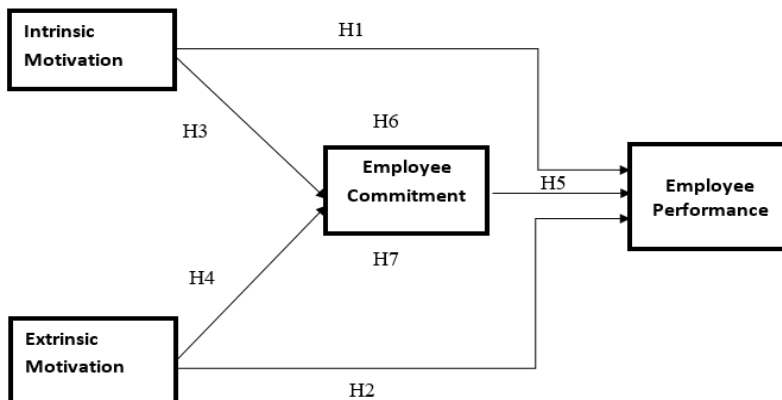 Intrinsic
Motivation
H1
H3
H6
Employee
Commitment
H5
Employee
Performance
H7
H4
Extrinsic
Motivation
H2